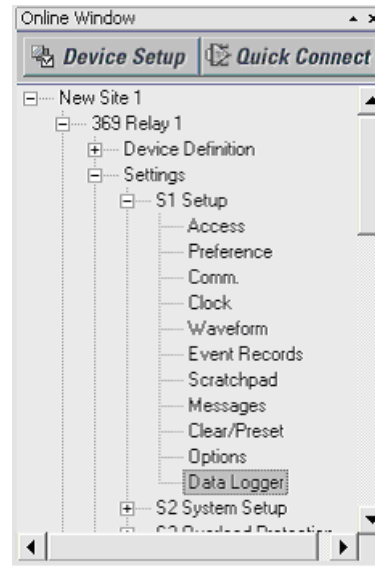 Online Window
Device Setup Quick Connect
New Site 1
369 Relay 1
Device Definition
Settings
S1 Setup
Access
Preference
Comm.
Clock
Waveform
Event Records
Scratchpad
Messages
Clear/Preset
Options
Data Logger
S2 System Setup